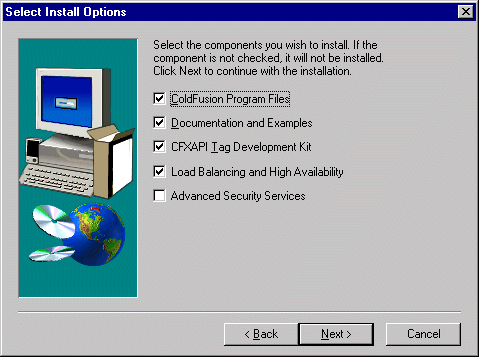 Select Install Options
Select the components you wish to install. If the
component is not checked, it will not be installed.
Click Next to continue with the installation.
ColdFusion Program Files
Documentation and Examples
CFXAPI Tag Development Kit
Load Balancing and High Availability
Advanced Security Services
< Back
Next >
Cancel